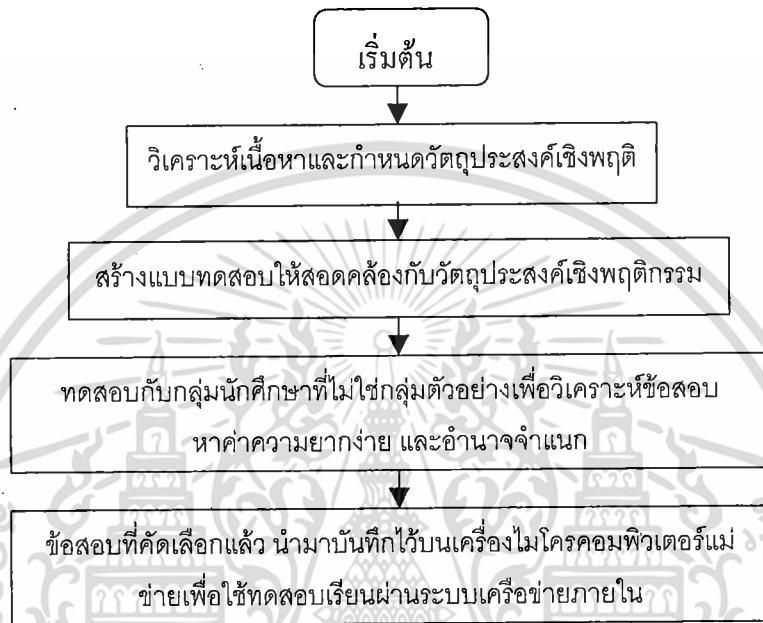 เริ่มต้น
วิเคราะห์เนื้อหาและกำหนดวัตถุประสงค์เชิงพฤติ
สร้างแบบทดสอบให้สอดคล้องกับวัตถุประสงค์เชิงพฤติกรรม
ทดสอบกับกลุ่มนักศึกษาที่ไม่ใช่กลุ่มตัวอย่างเพื่อวิเคราะห์ข้อสอบ
หาค่าความยากง่าย และอำนาจจำแนก
ข้อสอบที่คัดเลือกแล้ว นำมาบันทึกไว้บนเครื่องไมโครคอมพิวเตอร์แม่
ข่ายเพื่อใช้ทดสอบเรียนผ่านระบบเครือข่ายภายใน